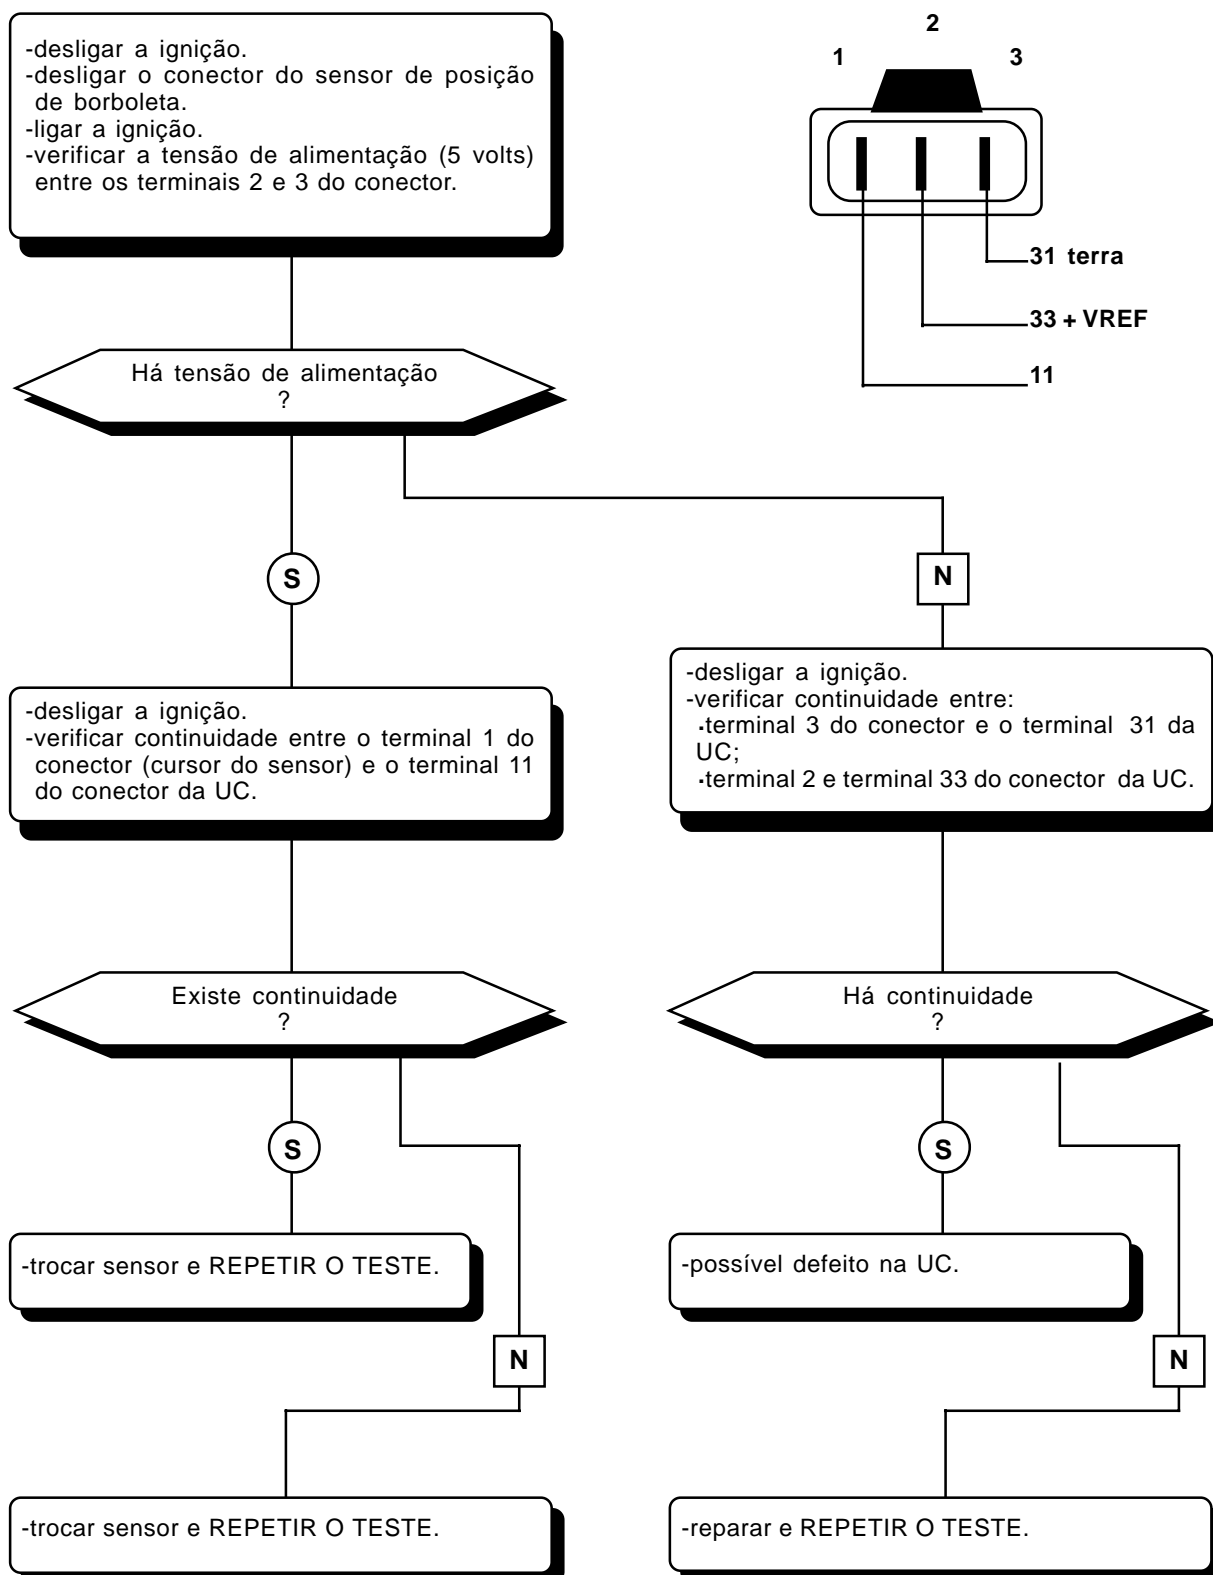 -desligar a ignição.
-desligar o conector do sensor de posição
de borboleta.
-ligar a ignição.
-verificar a tensão de alimentação (5 volts)
entre os terminais 2 e 3 do conector.
2
1
3
31 terra
33 + VREF
11
Há tensão de alimentação
?
S
N
-desligar a ignição.
-verificar continuidade entre o terminal 1 do
conector (cursor do sensor) e o terminal 11
do conector da UC.
-desligar a ignição.
-verificar continuidade entre:
·terminal 3 do conector e o terminal 31 da
UC;
·terminal 2 e terminal 33 do conector da UC.
Existe continuidade
?
Há continuidade
?
S
S
-trocar sensor e REPETIR O TESTE.
-possível defeito na UC.
N
N
-trocar sensor e REPETIR O TESTE.
-reparar e REPETIR O TESTE.